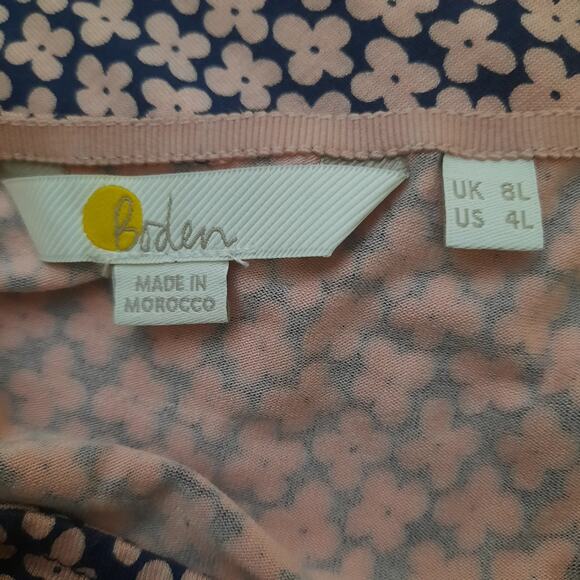 Boden
MADE IN
MOROCCO
UK 8L
US 4L